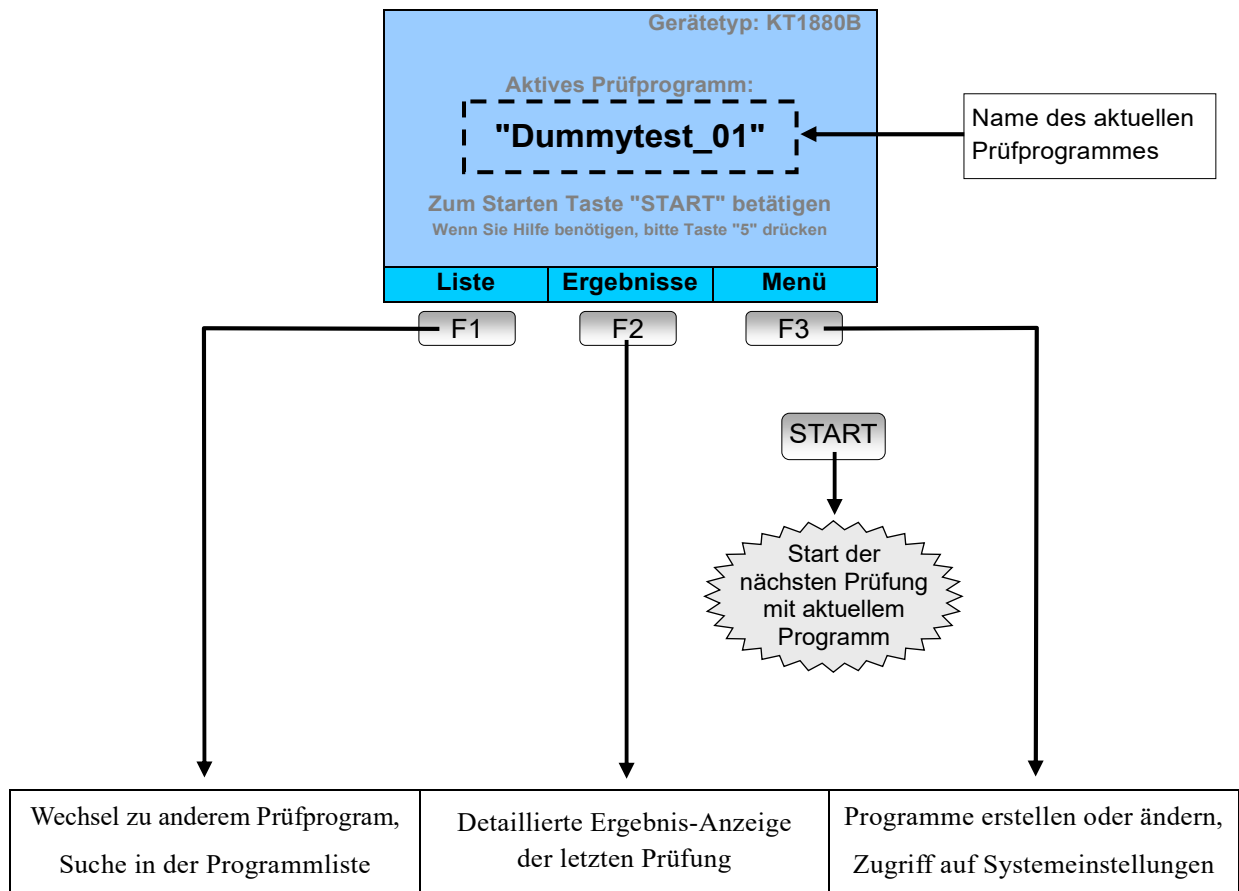 Gerätetyp: KT1880B
Aktives Prüfprogramm:
"Dummytest_01"
Name des aktuellen
Prüfprogrammes
Zum Starten Taste "START" betätigen
Wenn Sie Hilfe benötigen, bitte Taste "5" drücken
Liste Ergebnisse Menü
F1 F2 F3
START
Start der
nächsten Prüfung
mit aktuellem
Programm
Wechsel zu anderem Prüfprogram,
Suche in der Programmliste
Detaillierte Ergebnis-Anzeige
der letzten Prüfung
Programme erstellen oder ändern,
Zugriff auf Systemeinstellungen